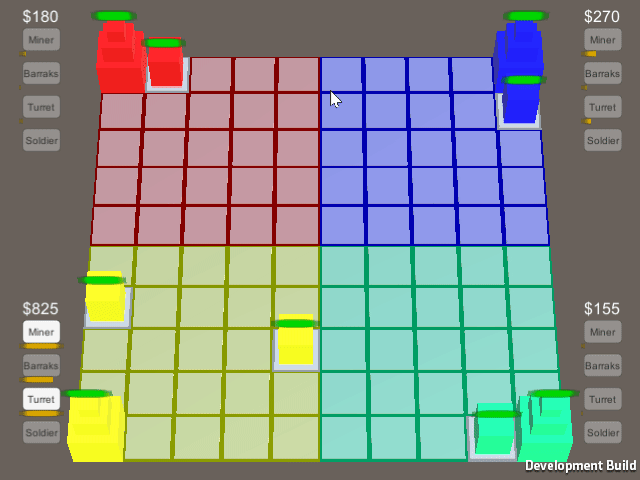 $180
Miner
Barraks
Turret
Soldier
$270
Miner
Barraks
Turret
Soldier
$825
Miner
Barraks
Turret
Soldier
$155
Miner
Barraks
Turret
Soldier
Development Build